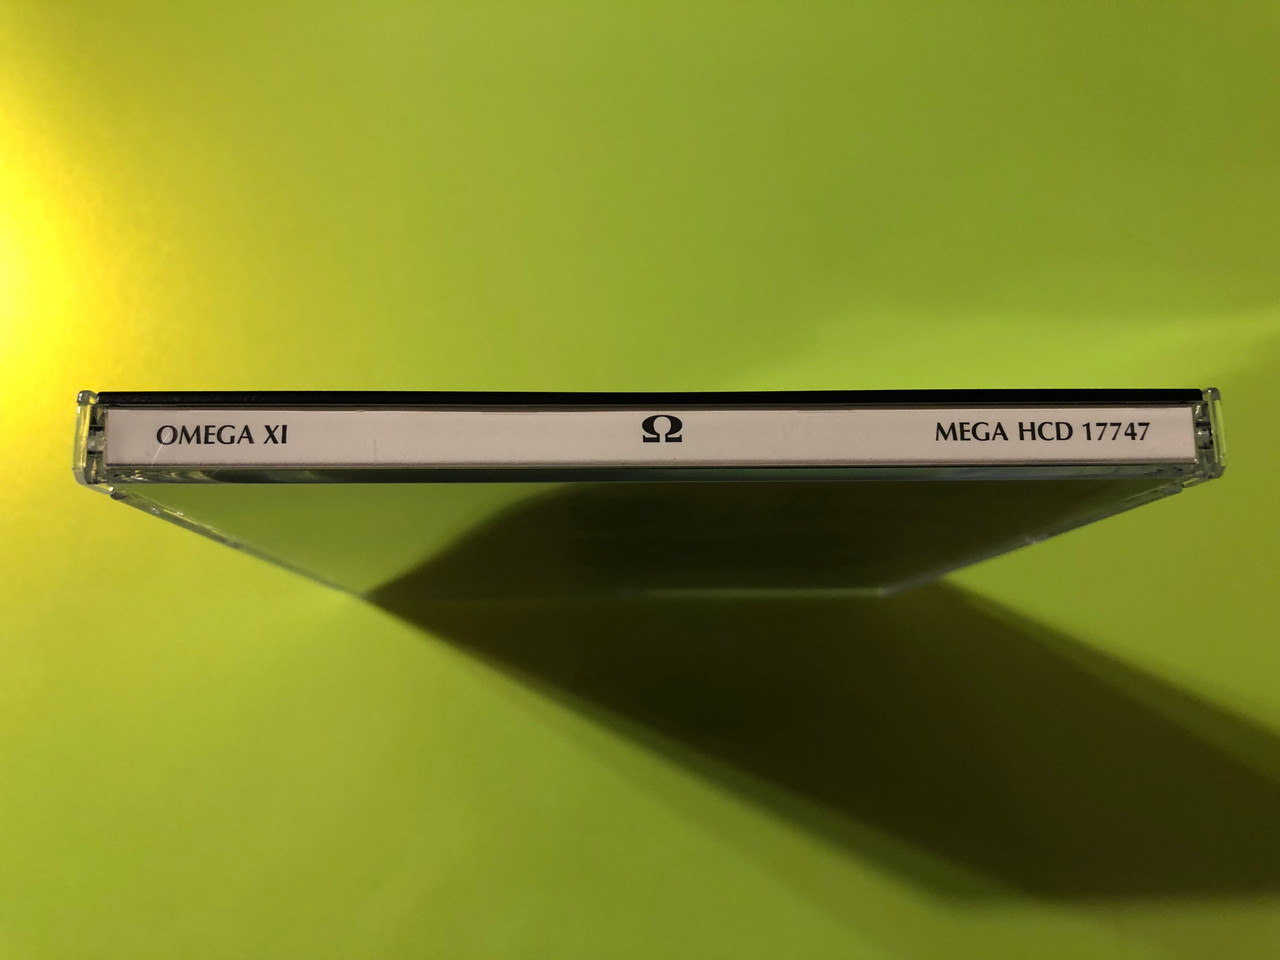 OMEGA XI Ω MEGA HCD 17747